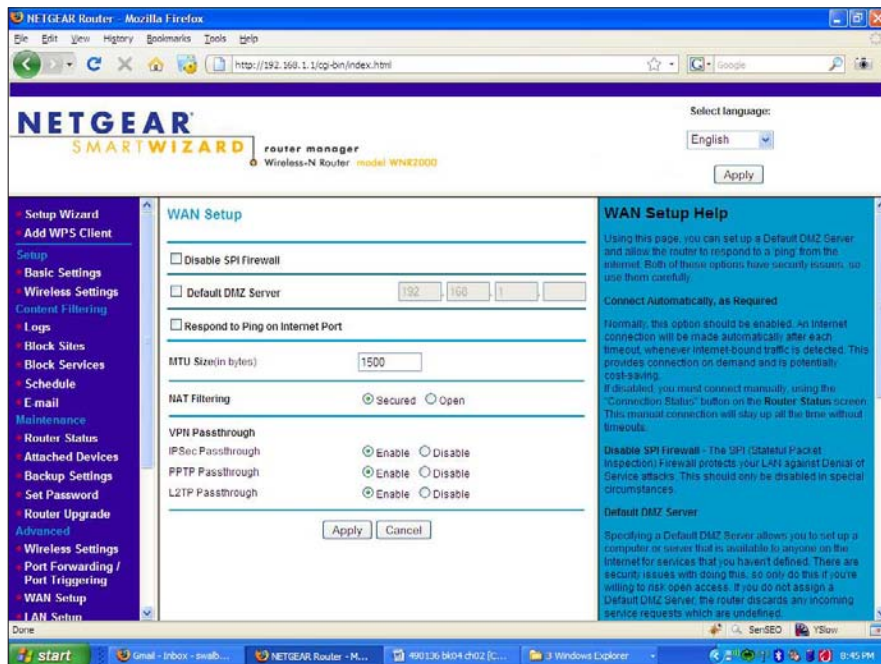 NETGEAR Router - Mozilla Firefox
File Edit View History Bookmarks Tools Help
http://192.168.1.1/cgi-bin/index.html
Google
NETGEAR
SMARTWIZARD
router manager
Wireless-N Router model WNR2000
Select language:
English
Apply
Setup Wizard
Add WPS Client
Setup
Basic Settings
Wireless Settings
Content Filtering
Logs
Block Sites
Block Services
Schedule
E-mail
Maintenance
Router Status
Attached Devices
Backup Settings
Set Password
Router Upgrade
Advanced
Wireless Settings
Port Forwarding /
Port Triggering
WAN Setup
LAN Setup
WAN Setup
Disable SPI Firewall
Default DMZ Server 192 . 168 . 1 .
Respond to Ping on Internet Port
MTU Size(in bytes) 1500
NAT Filtering Secured Open
VPN Passthrough
IPSec Passthrough Enable Disable
PPTP Passthrough Enable Disable
L2TP Passthrough Enable Disable
Apply Cancel
WAN Setup Help
Using this page, you can set up a Default DMZ Server
and allow the router to respond to a 'ping' from the
internet. Both of these options have security issues, so
use them carefully.
Connect Automatically, as Required
Normally, this option should be enabled. An Internet
connection will be made automatically after each
timeout, whenever Internet-bound traffic is detected. This
provides connection on demand and is potentially
cost-saving.
If disabled, you must connect manually, using the
"Connection Status" button on the Router Status screen.
This manual connection will stay up all the time without
timeouts.
Disable SPI Firewall - The SPI (Stateful Packet
Inspection) Firewall protects your LAN against Denial of
Service attacks. This should only be disabled in special
circumstances.
Default DMZ Server
Specifying a Default DMZ Server allows you to set up a
computer or server that is available to anyone on the
Internet for services that you haven't defined. There are
security issues with doing this, so only do this if you're
willing to risk open access. If you do not assign a
Default DMZ Server, the router discards any incoming
service requests which are undefined.
Done
SenSEO YSlow
start
Gmail - Inbox - swalb...
NETGEAR Router - M...
490136 bk04 ch02 [C...
3 Windows Explorer
8:45 PM